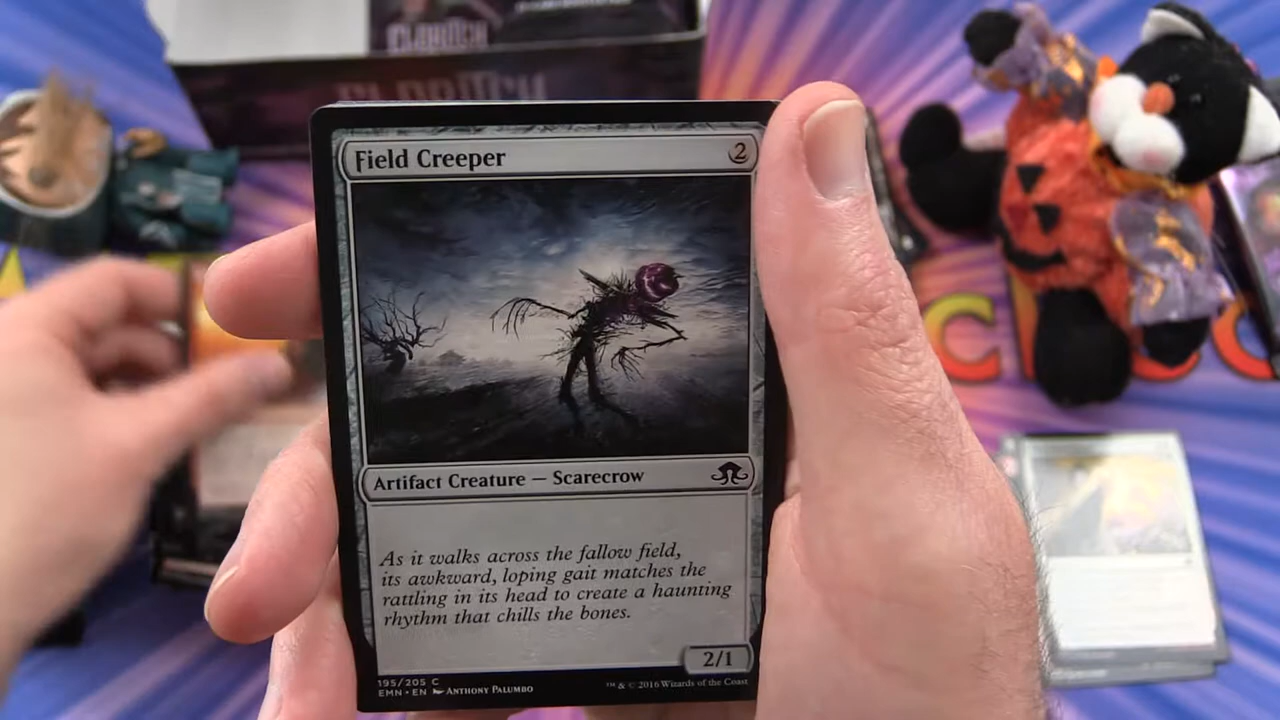 ELDRITCH
ELDRITCH
Field Creeper
2
Artifact Creature — Scarecrow
As it walks across the fallow field,
its awkward, loping gait matches the
rattling in its head to create a haunting
rhythm that chills the bones.
2/1
195/205 C
EMN • EN ANTHONY PALUMBO
™ & © 2016 Wizards of the Coast